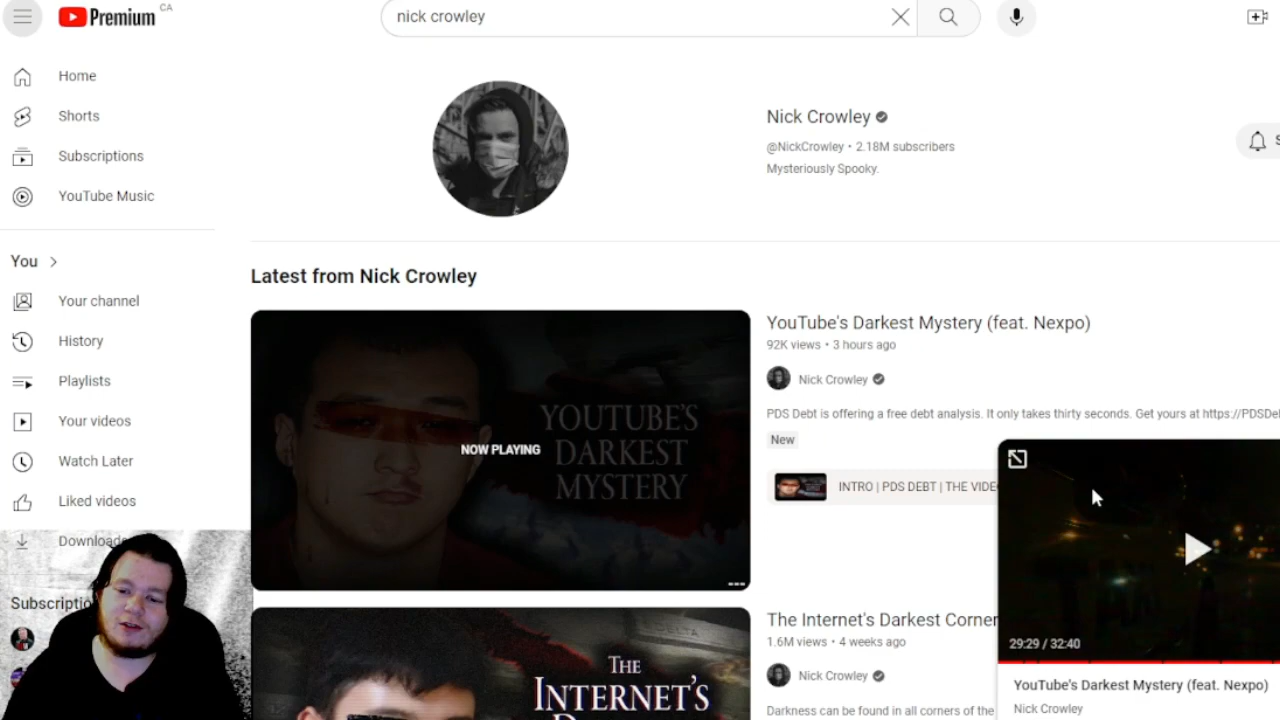 Premium CA
nick crowley
Home
Shorts
Subscriptions
YouTube Music
You
Your channel
History
Playlists
Your videos
Watch Later
Liked videos
Downloads
Subscriptio
Nick Crowley
@NickCrowley • 2.18M subscribers
Mysteriously Spooky.
S
Latest from Nick Crowley
YOUTUBE'S
DARKEST
MYSTERY
NOW PLAYING
YouTube's Darkest Mystery (feat. Nexpo)
92K views • 3 hours ago
Nick Crowley
PDS Debt is offering a free debt analysis. It only takes thirty seconds. Get yours at https://PDSDe
New
INTRO | PDS DEBT | THE VIDE
THE
INTERNET'S
The Internet's Darkest Corner
1.6M views • 4 weeks ago
Nick Crowley
Darkness can be found in all corners of the
29:29 / 32:40
YouTube's Darkest Mystery (feat. Nexpo)
Nick Crowley